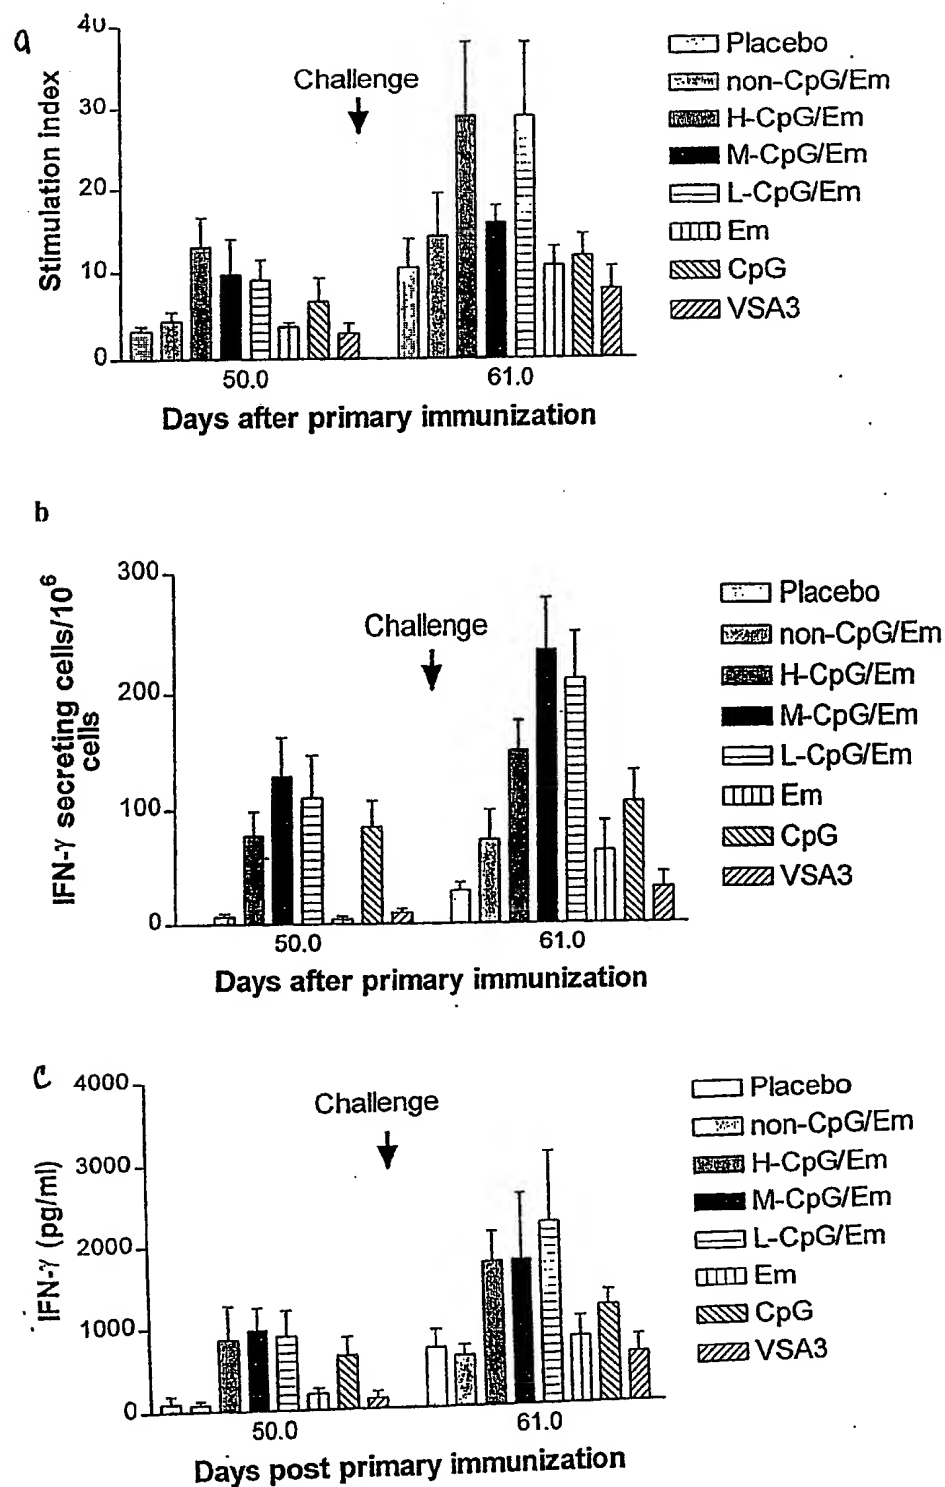 a
Stimulation index
40
30
20
10
0
Challenge
50.0
61.0
Days after primary immunization
Placebo
non-CpG/Em
H-CpG/Em
M-CpG/Em
L-CpG/Em
Em
CpG
VSA3
b
IFN-γ secreting cells/10⁶
cells
300
200
100
0
Challenge
50.0
61.0
Days after primary immunization
Placebo
non-CpG/Em
H-CpG/Em
M-CpG/Em
L-CpG/Em
Em
CpG
VSA3
c
IFN-γ (pg/ml)
4000
3000
2000
1000
0
Challenge
50.0
61.0
Days post primary immunization
Placebo
non-CpG/Em
H-CpG/Em
M-CpG/Em
L-CpG/Em
Em
CpG
VSA3